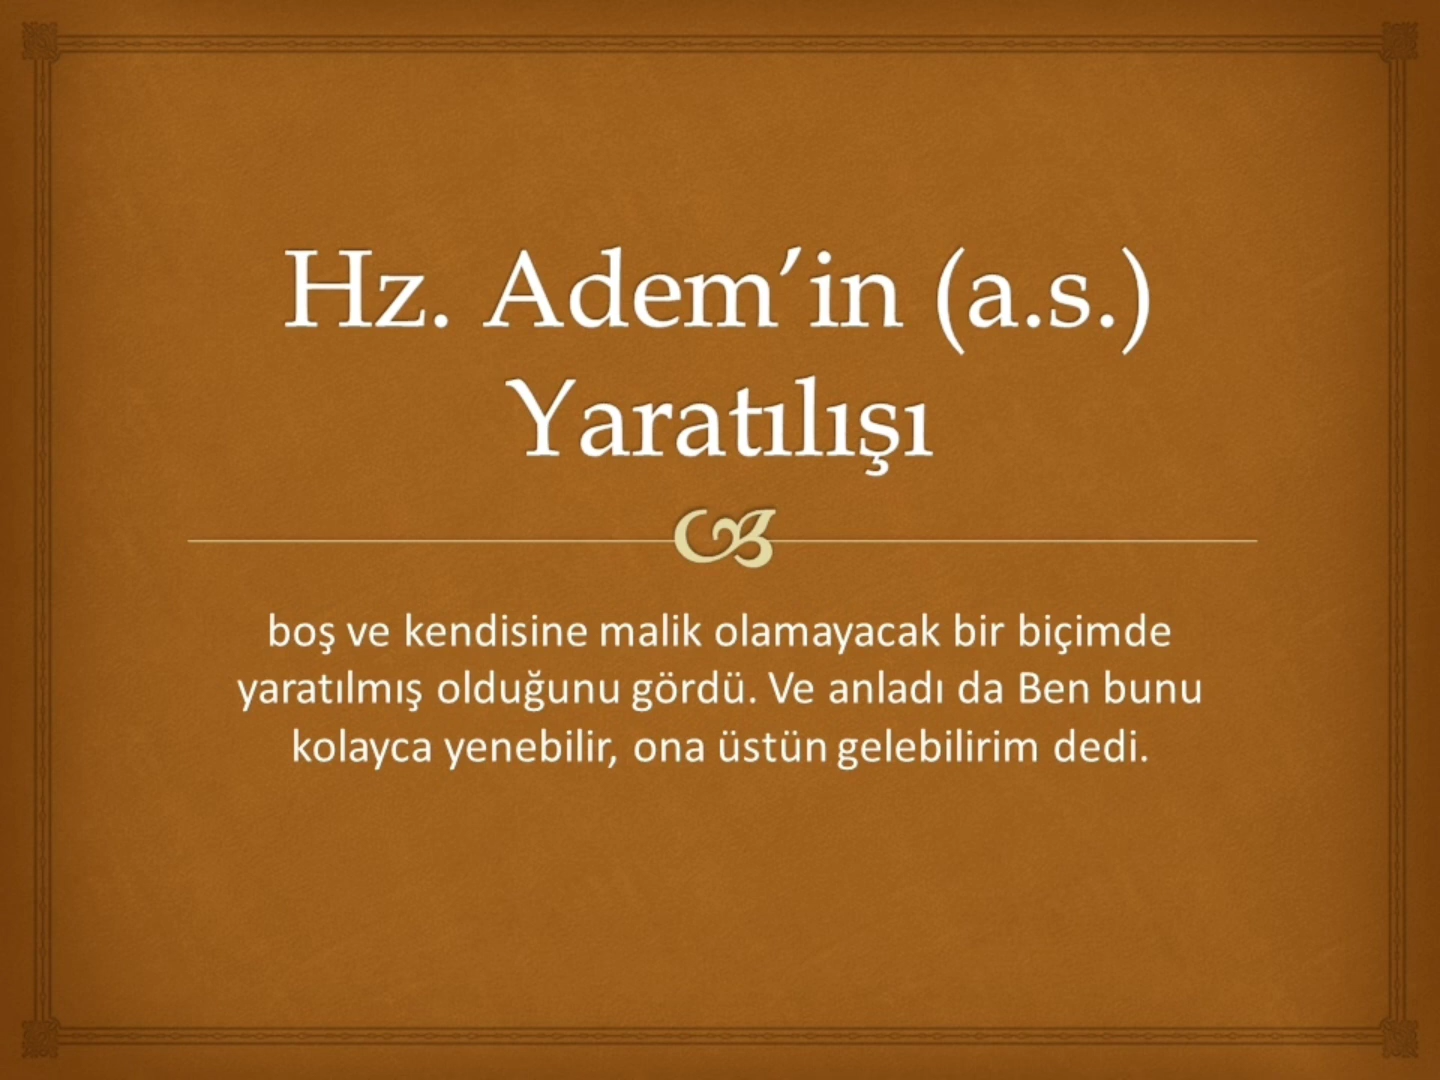 Hz. Adem’in (a.s.)
Yaratılışı
boş ve kendisine malik olamayacak bir biçimde
yaratılmış olduğunu gördü. Ve anladı da Ben bunu
kolayca yenebilir, ona üstün gelebilirim dedi.